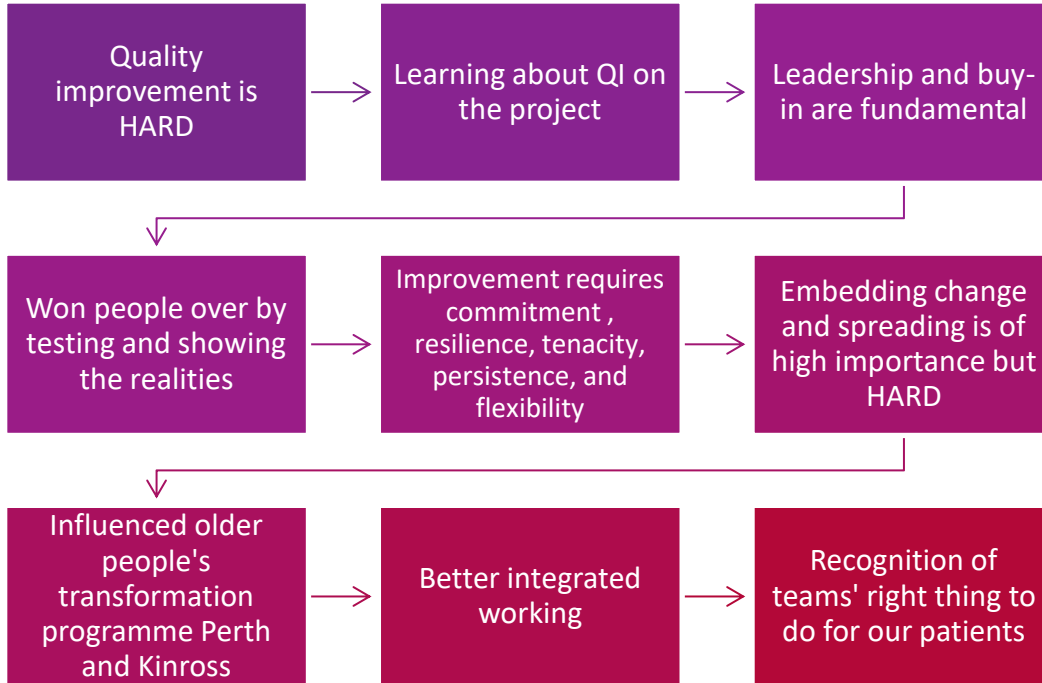 Quality
improvement is
HARD
Learning about QI on
the project
Leadership and buy-
in are fundamental
Won people over by
testing and showing
the realities
Improvement requires
commitment ,
resilience, tenacity,
persistence, and
flexibility
Embedding change
and spreading is of
high importance but
HARD
Influenced older
people's
transformation
programme Perth
and Kinross
Better integrated
working
Recognition of
teams' right thing to
do for our patients